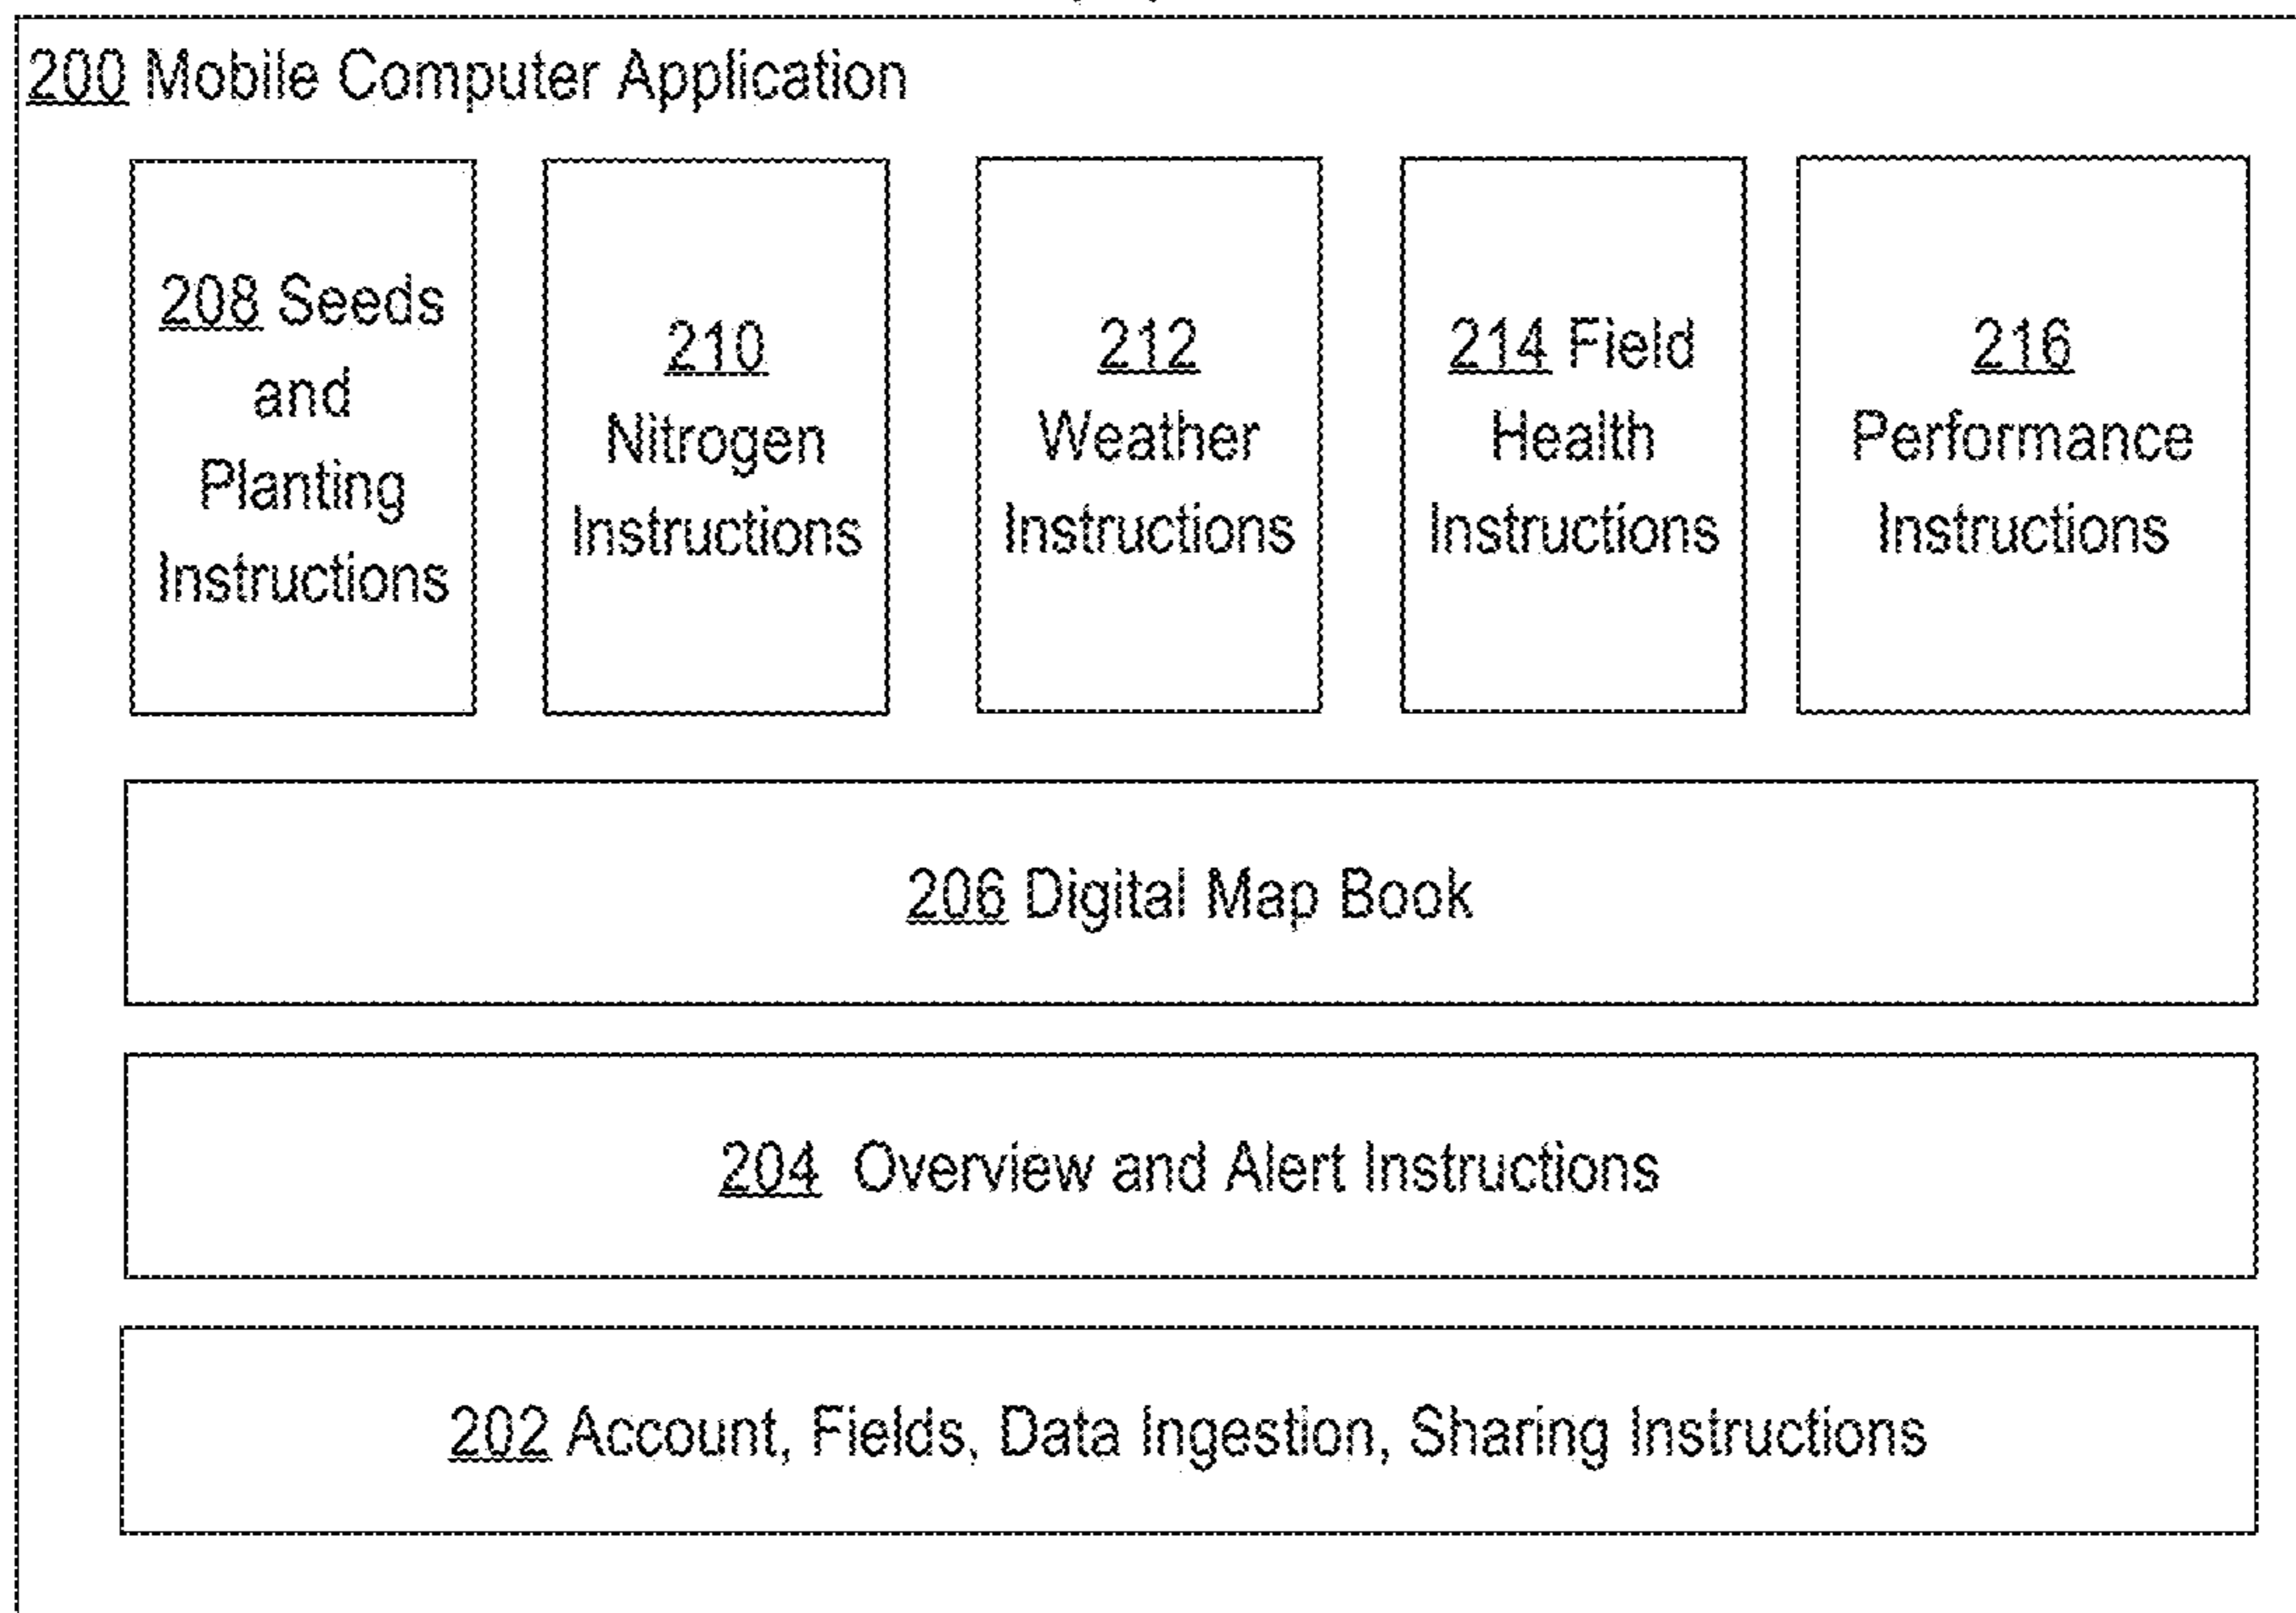 200 Mobile Computer Application
208 Seeds
and
Planting
Instructions
210
Nitrogen
Instructions
212
Weather
Instructions
214 Field
Health
Instructions
216
Performance
Instructions
206 Digital Map Book
204 Overview and Alert Instructions
202 Account, Fields, Data Ingestion, Sharing Instructions